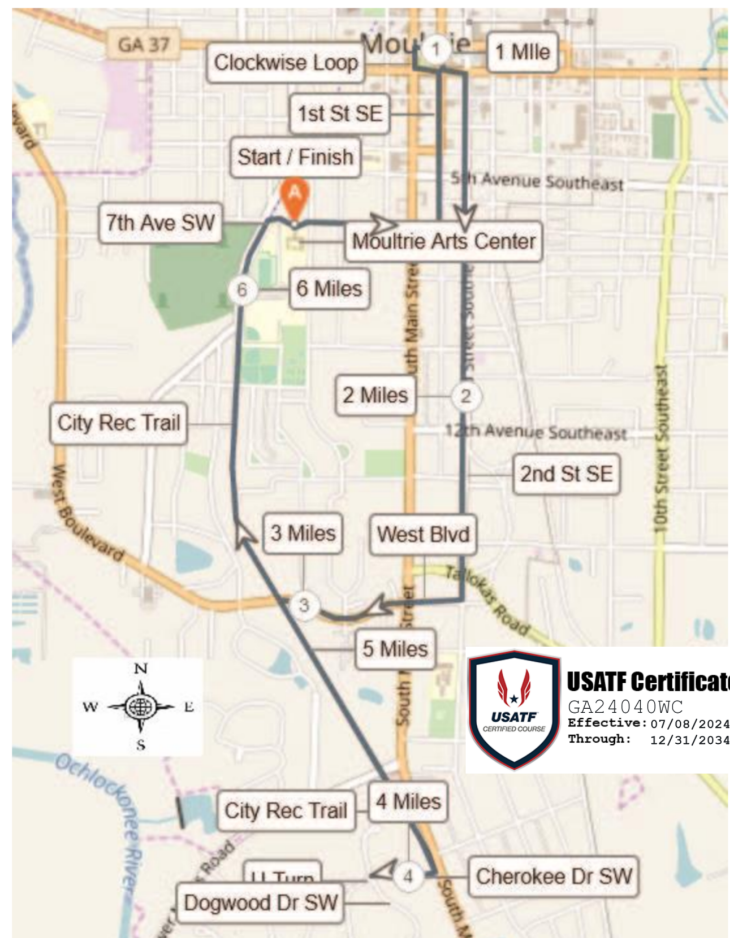 GA 37
Moultrie
1
1 MIle
Clockwise Loop
1st St SE
Start / Finish
5th Avenue Southeast
A
7th Ave SW
Moultrie Arts Center
6
6 Miles
2 Miles
2
12th Avenue Southeast
City Rec Trail
10th Street Southeast
2nd St SE
West Boulevard
3 Miles
West Blvd
3
Tallokas Road
5 Miles
N
W
E
S
USATF
CERTIFIED COURSE
USATF Certificate
GA24040WC
Effective: 07/08/2024
Through: 12/31/2034
Ochlockonee River
City Rec Trail
4 Miles
4
U Turn
Cherokee Dr SW
Dogwood Dr SW
South M